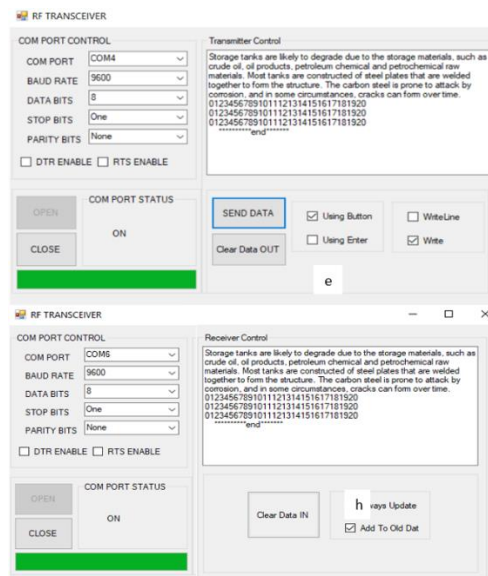 RF TRANSCEIVER
COM PORT CONTROL
COM PORT COM4
BAUD RATE 9600
DATA BITS 8
STOP BITS One
PARITY BITS None
DTR ENABLE RTS ENABLE
Transmitter Control
Storage tanks are likely to degrade due to the storage materials, such as
crude oil, oil products, petroleum chemical and petrochemical raw
materials. Most tanks are constructed of steel plates that are welded
together to form the structure. The carbon steel is prone to attack by
corrosion, and in some circumstances, cracks can form over time.
01234567891011121314151617181920
01234567891011121314151617181920
01234567891011121314151617181920
**********end*******
OPEN
CLOSE
COM PORT STATUS
ON
SEND DATA
Clear Data OUT
Using Button
Using Enter
WriteLine
Write
e
RF TRANSCEIVER
COM PORT CONTROL
COM PORT COM6
BAUD RATE 9600
DATA BITS 8
STOP BITS One
PARITY BITS None
DTR ENABLE RTS ENABLE
Receiver Control
Storage tanks are likely to degrade due to the storage materials, such as
crude oil, oil products, petroleum chemical and petrochemical raw
materials. Most tanks are constructed of steel plates that are welded
together to form the structure. The carbon steel is prone to attack by
corrosion, and in some circumstances, cracks can form over time.
01234567891011121314151617181920
01234567891011121314151617181920
01234567891011121314151617181920
**********end*******
OPEN
CLOSE
COM PORT STATUS
ON
Clear Data IN
h
Update
Add To Old Dat